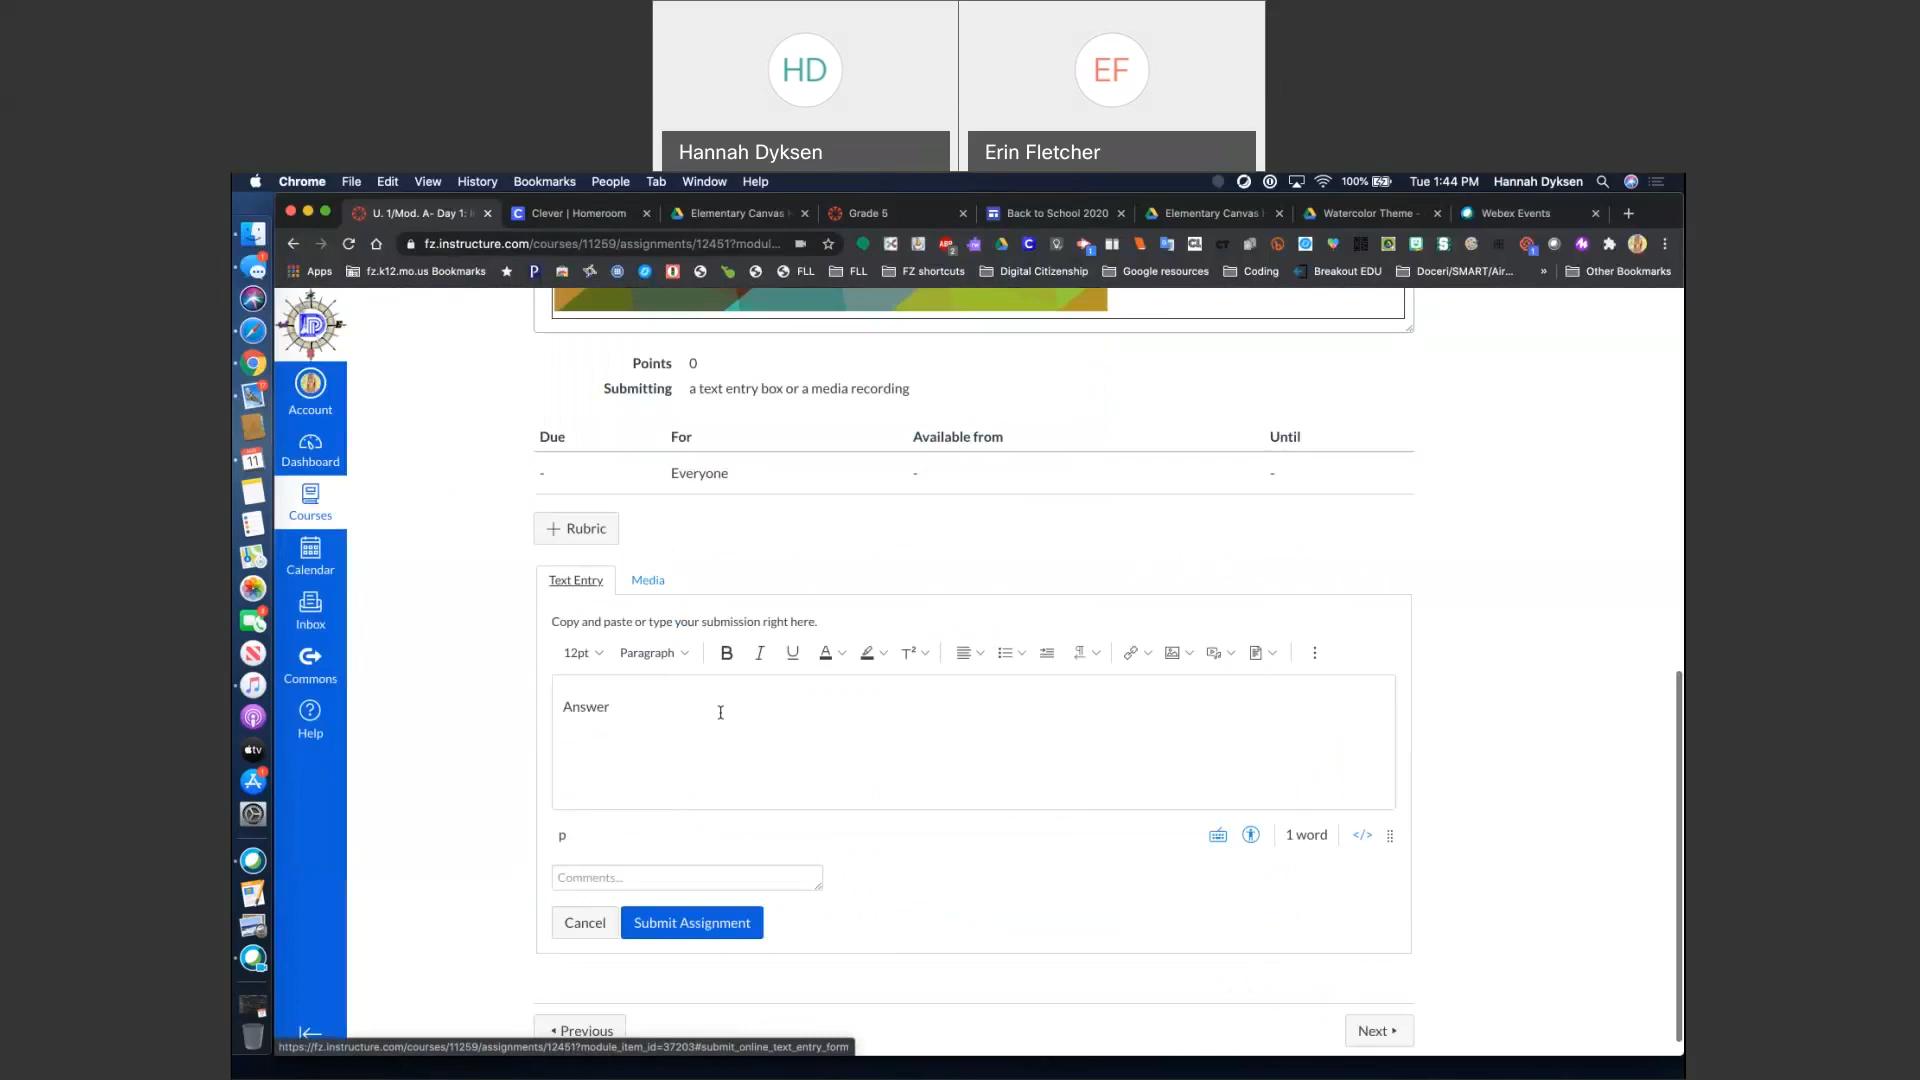 HD
EF
Hannah Dyksen
Erin Fletcher
Chrome File Edit View History Bookmarks People Tab Window Help
100% Tue 1:44 PM Hannah Dyksen
U. 1/Mod. A- Day 1:
Clever | Homeroom
Elementary Canvas
Grade 5
Back to School 2020
Elementary Canvas
Watercolor Theme -
Webex Events
fz.instructure.com/courses/11259/assignments/12451?modul...
Apps fz.k12.mo.us Bookmarks FLL FLL FZ shortcuts Digital Citizenship Google resources Coding Breakout EDU Doceri/SMART/Air... » Other Bookmarks
Account
Dashboard
Courses
Calendar
Inbox
Commons
Help
Points 0
Submitting a text entry box or a media recording
Due For Available from Until
- Everyone - -
+ Rubric
Text Entry Media
Copy and paste or type your submission right here.
12pt Paragraph B I U A T²
Answer
p 1 word </>
Comments...
Cancel Submit Assignment
Previous Next
https://fz.instructure.com/courses/11259/assignments/12451?module_item_id=37203#submit_online_text_entry_form